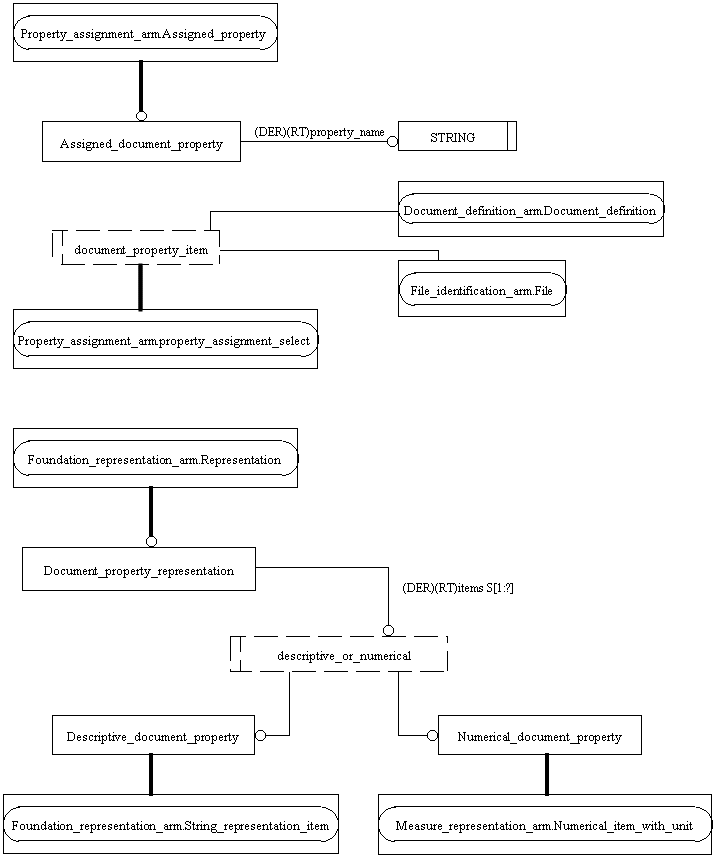 Property_assignment_arm.Assigned_property
Assigned_document_property
(DER)(RT)property_name
STRING
Document_definition_arm.Document_definition
document_property_item
File_identification_arm.File
Property_assignment_arm.property_assignment_select
Foundation_representation_arm.Representation
Document_property_representation
(DER)(RT)items S[1:?]
descriptive_or_numerical
Descriptive_document_property
Numerical_document_property
Foundation_representation_arm.String_representation_item
Measure_representation_arm.Numerical_item_with_unit